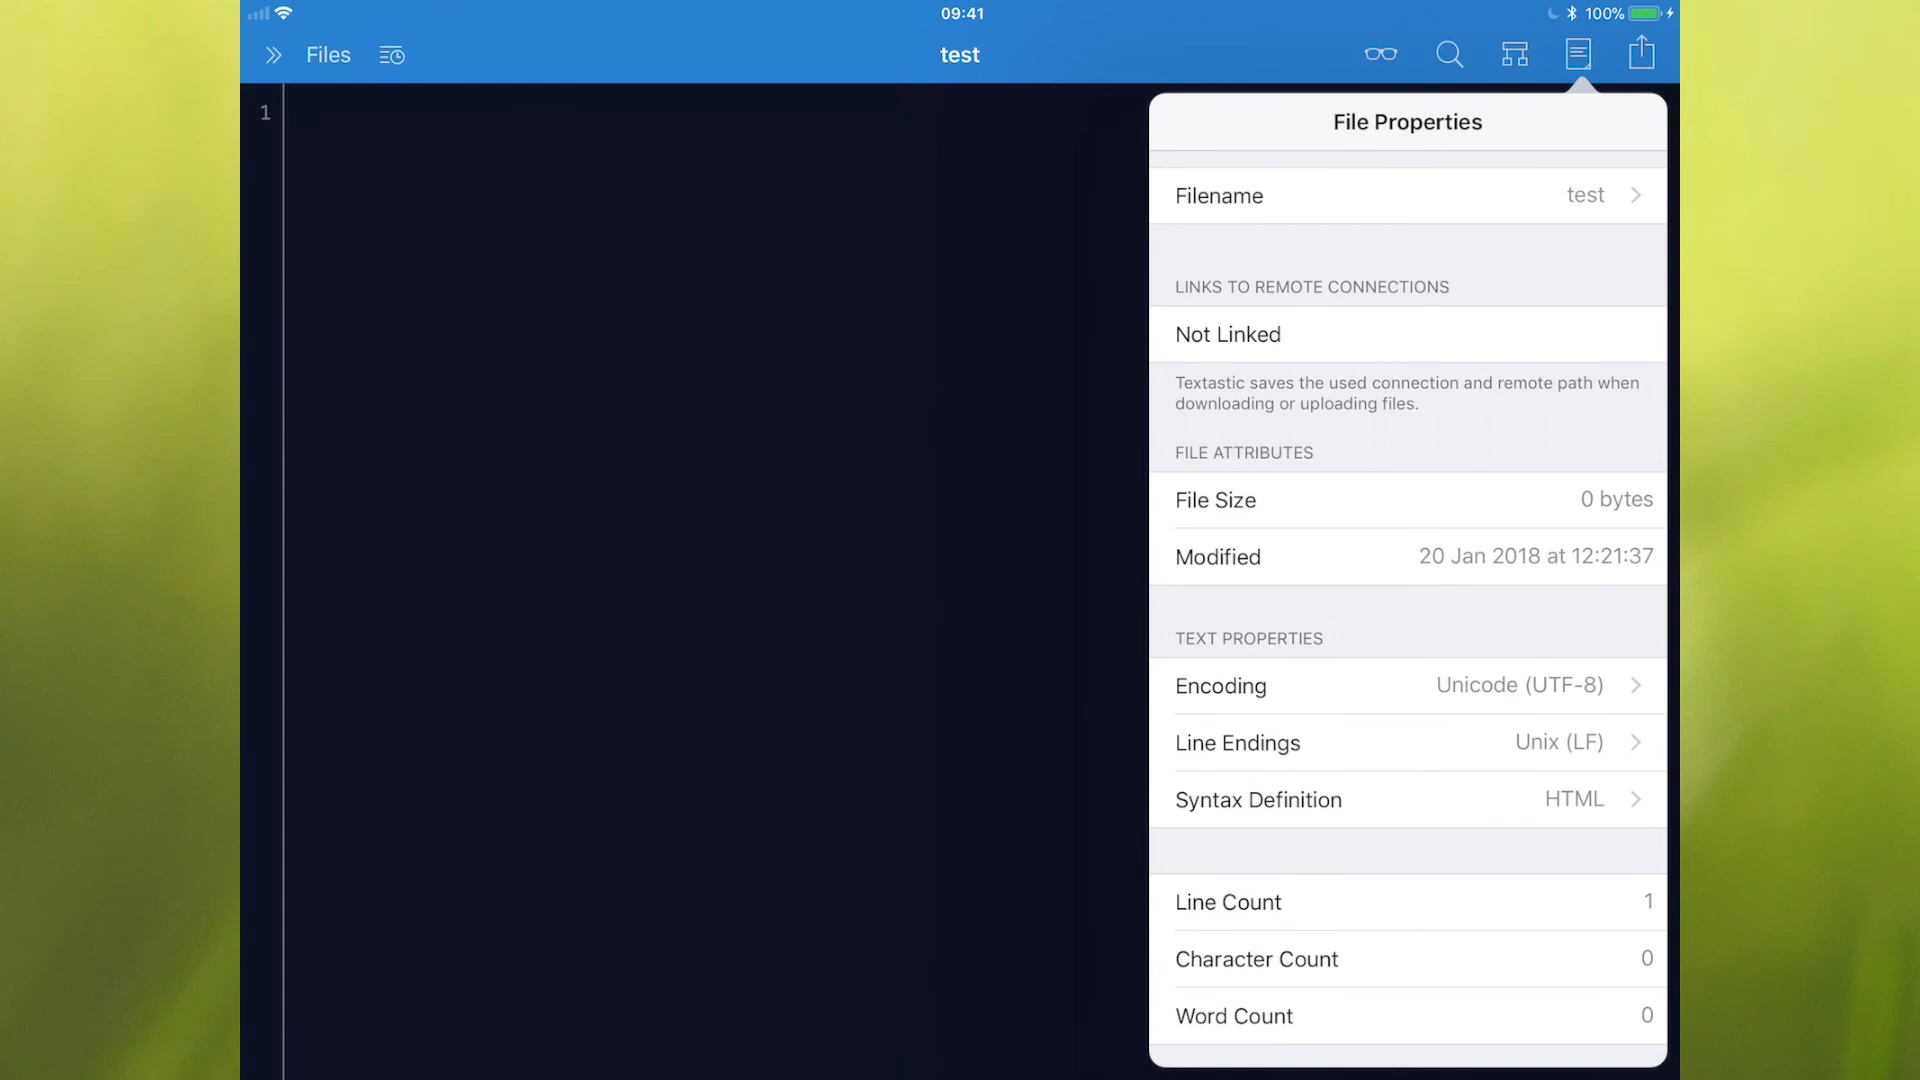 09:41
100%
Files
test
1
File Properties
Filename test
LINKS TO REMOTE CONNECTIONS
Not Linked
Textastic saves the used connection and remote path when
downloading or uploading files.
FILE ATTRIBUTES
File Size 0 bytes
Modified 20 Jan 2018 at 12:21:37
TEXT PROPERTIES
Encoding Unicode (UTF-8)
Line Endings Unix (LF)
Syntax Definition HTML
Line Count 1
Character Count 0
Word Count 0